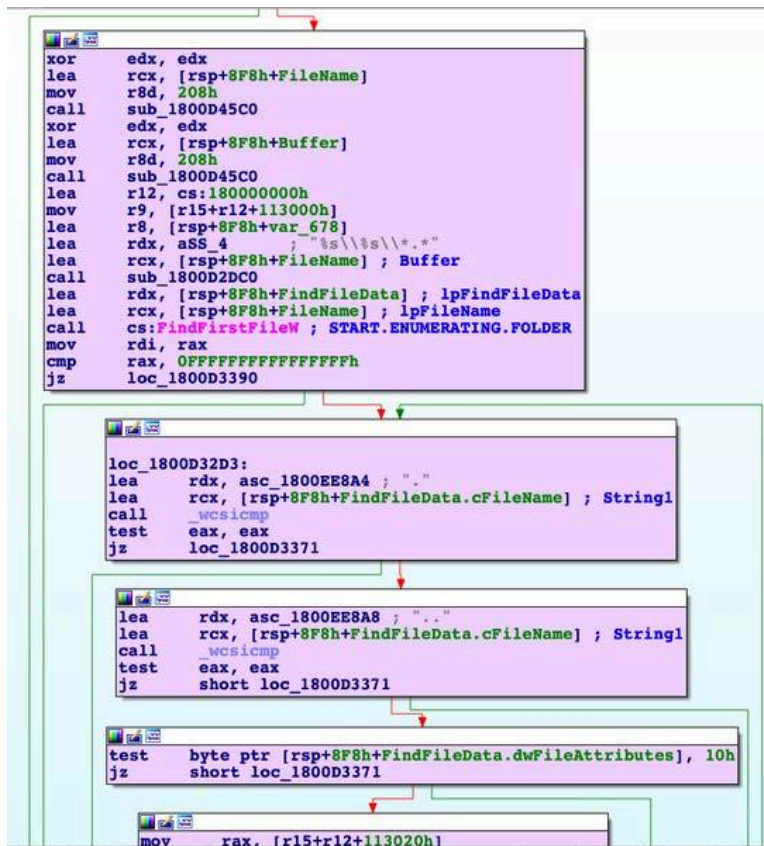 xor edx, edx
lea rcx, [rsp+8F8h+FileName]
mov r8d, 208h
call sub_1800D45C0
xor edx, edx
lea rcx, [rsp+8F8h+Buffer]
mov r8d, 208h
call sub_1800D45C0
lea r12, cs:180000000h
mov r9, [r15+r12+113000h]
lea r8, [rsp+8F8h+var_678]
lea rdx, aSS_4 ; "%s\\%s\\*.*"
lea rcx, [rsp+8F8h+FileName] ; Buffer
call sub_1800D2DC0
lea rdx, [rsp+8F8h+FindFileData] ; lpFindFileData
lea rcx, [rsp+8F8h+FileName] ; lpFileName
call cs:FindFirstFileW ; START.ENUMERATING.FOLDER
mov rdi, rax
cmp rax, 0FFFFFFFFFFFFFFFFh
jz loc_1800D3390
loc_1800D32D3:
lea rdx, asc_1800EE8A4 ; "."
lea rcx, [rsp+8F8h+FindFileData.cFileName] ; String1
call _wcsicmp
test eax, eax
jz loc_1800D3371
lea rdx, asc_1800EE8A8 ; ".."
lea rcx, [rsp+8F8h+FindFileData.cFileName] ; String1
call _wcsicmp
test eax, eax
jz short loc_1800D3371
test byte ptr [rsp+8F8h+FindFileData.dwFileAttributes], 10h
jz short loc_1800D3371
mov rax, [r15+r12+113020h]